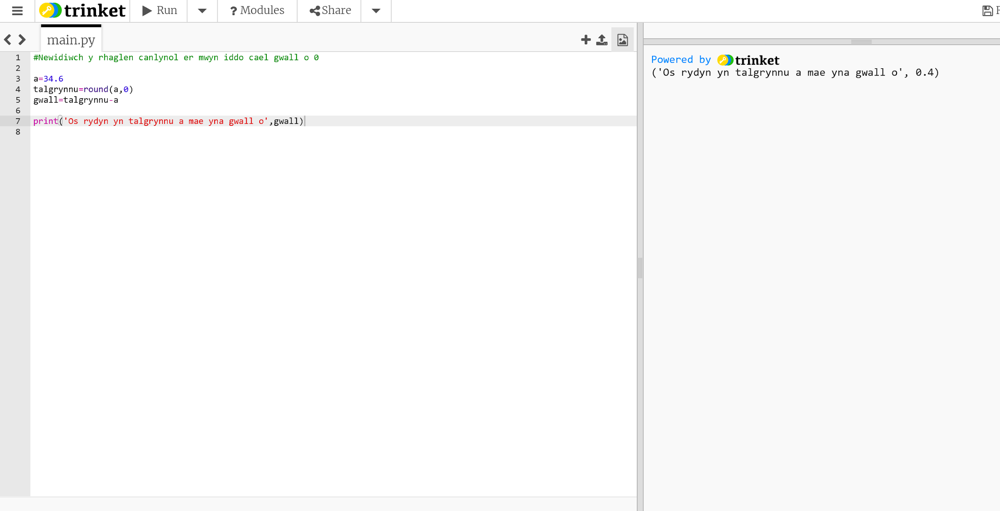 trinket Run ? Modules Share
main.py
1 #Newidiwch y rhaglen canlynol er mwyn iddo cael gwall o 0
2
3 a=34.6
4 talgrynnu=round(a,0)
5 gwall=talgrynnu-a
6
7 print('Os rydyn yn talgrynnu a mae yna gwall o',gwall)
8
Powered by trinket
('Os rydyn yn talgrynnu a mae yna gwall o', 0.4)